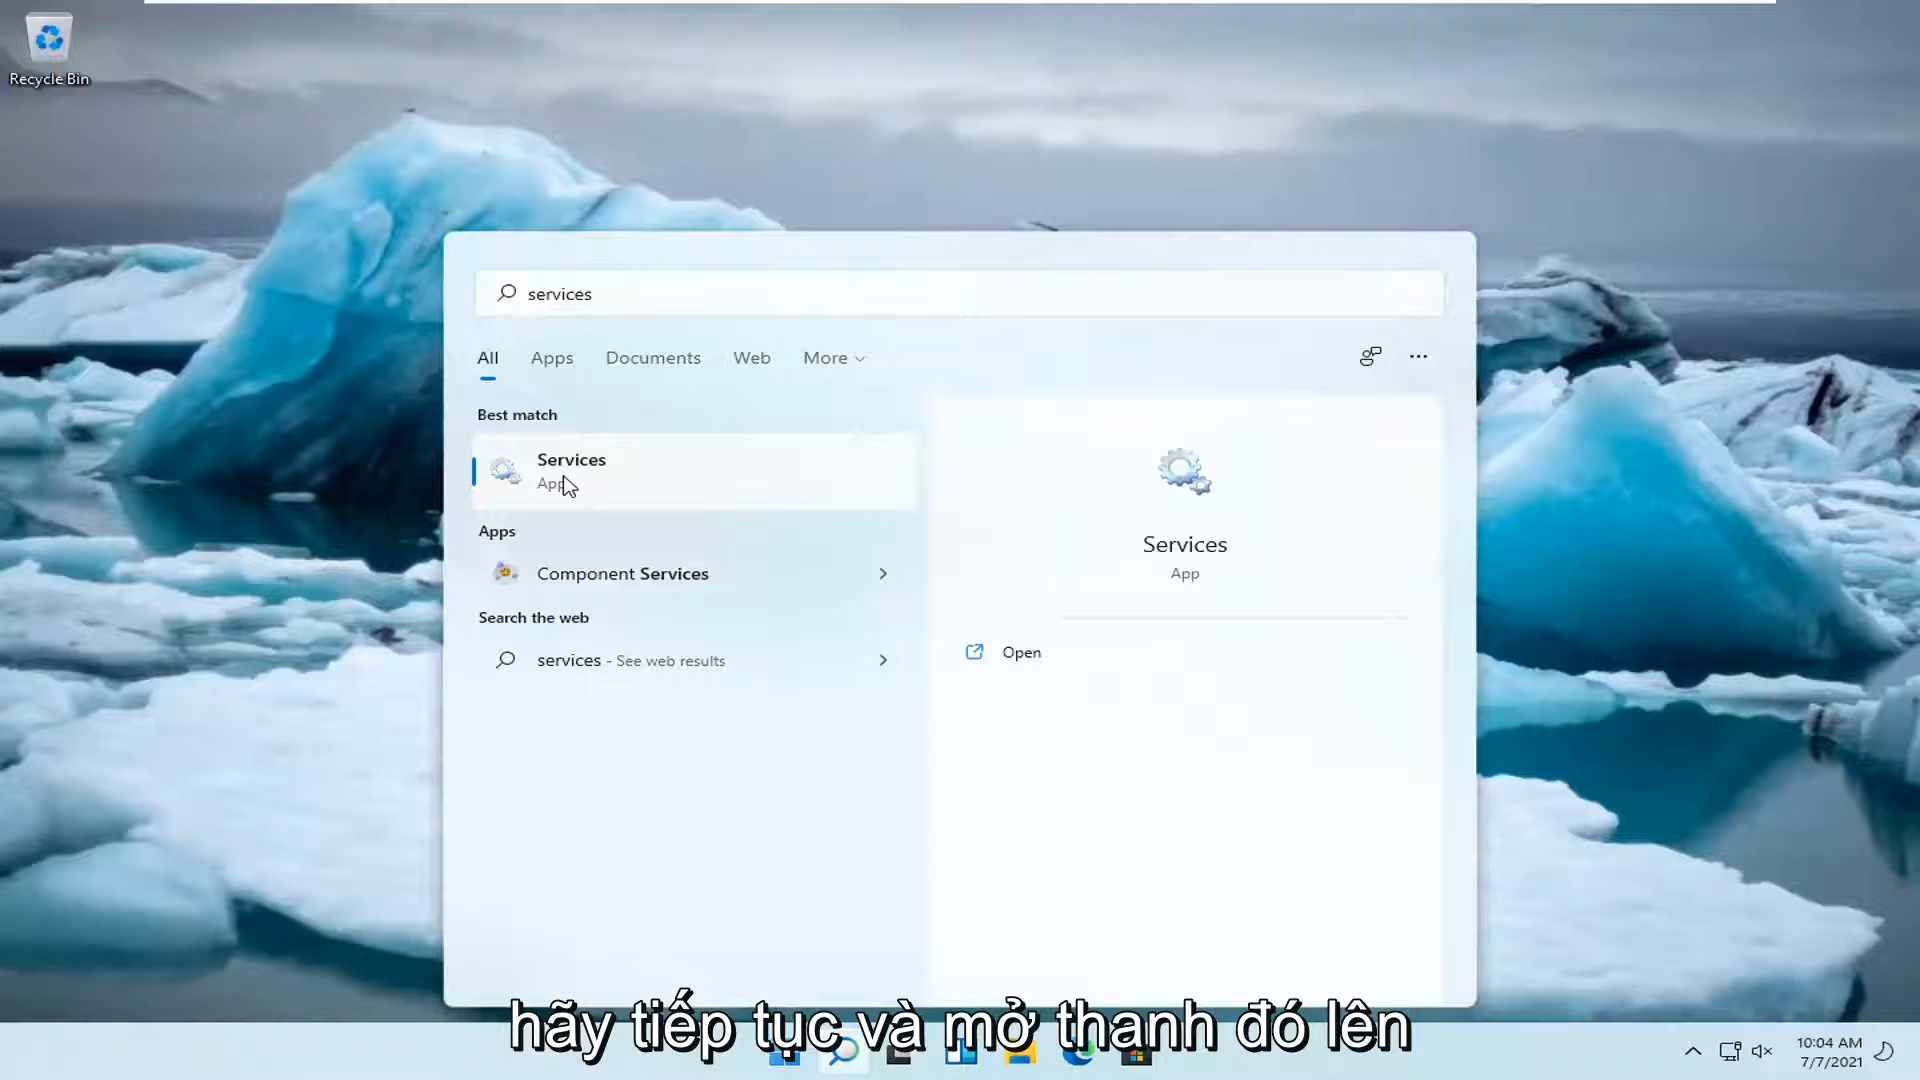 Recycle Bin
services
All Apps Documents Web More
Best match
Services
App
Apps
Component Services
Search the web
services - See web results
Services
App
Open
hãy tiếp tục và mở thanh đó lên
10:04 AM
7/7/2021